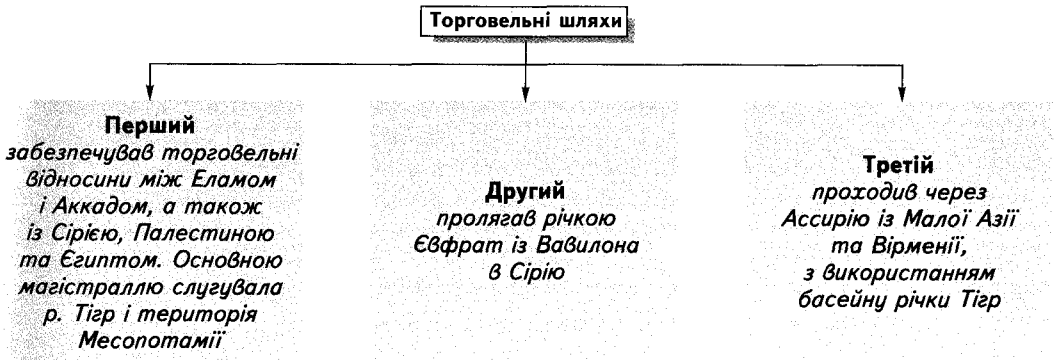 Торговельні шляхи
Перший
забезпечував торговельні
відносини між Еламом
і Аккадом, а також
із Сірією, Палестиною
та Єгиптом. Основною
магістраллю слугувала
р. Тігр і територія
Месопотамії
Другий
пролягав річкою
Євфрат із Вавилона
в Сірію
Третій
проходив через
Ассирію із Малої Азії
та Вірменії,
з використанням
басейну річки Тігр